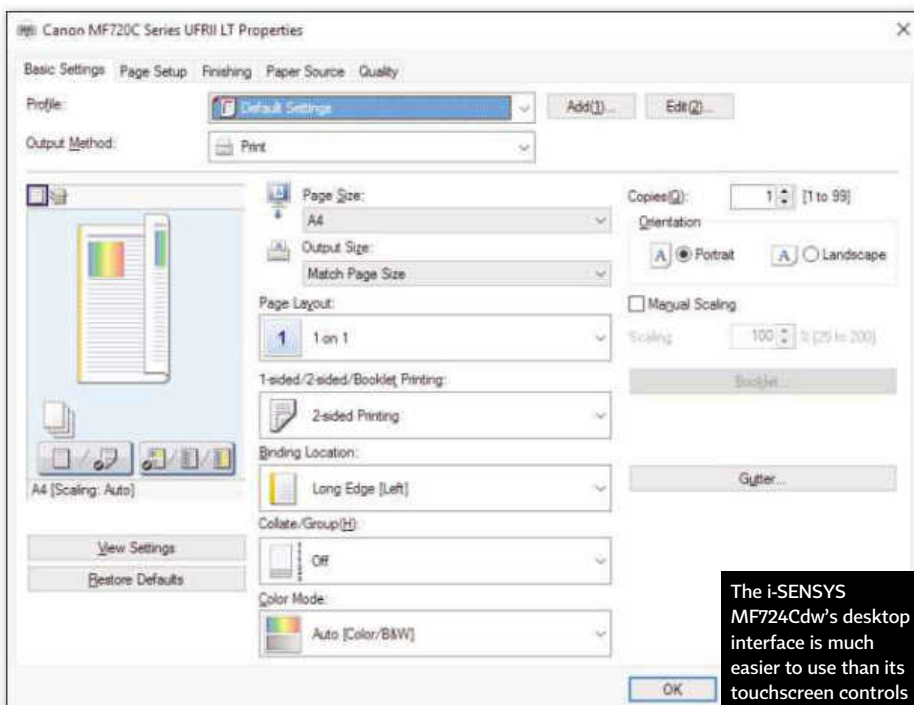 Canon MF720C Series UFRII LT Properties
Basic Settings Page Setup Finishing Paper Source Quality
Profile: Default Settings Add(1)... Edit(2)...
Output Method: Print
Page Size:
A4
Output Size:
Match Page Size
Page Layout:
1 1 on 1
1-sided/2-sided/Booklet Printing:
2-sided Printing
Binding Location:
Long Edge [Left]
Collate/Group(H):
Off
Color Mode:
Auto [Color/B&W]
A4 [Scaling: Auto]
View Settings
Restore Defaults
Copies(Q): 1 [1 to 99]
Orientation
A Portrait A Landscape
Manual Scaling
Scaling: 100 % [25 to 200]
Booklet...
Gutter...
OK
The i-SENSYS
MF724Cdw's desktop
interface is much
easier to use than its
touchscreen controls